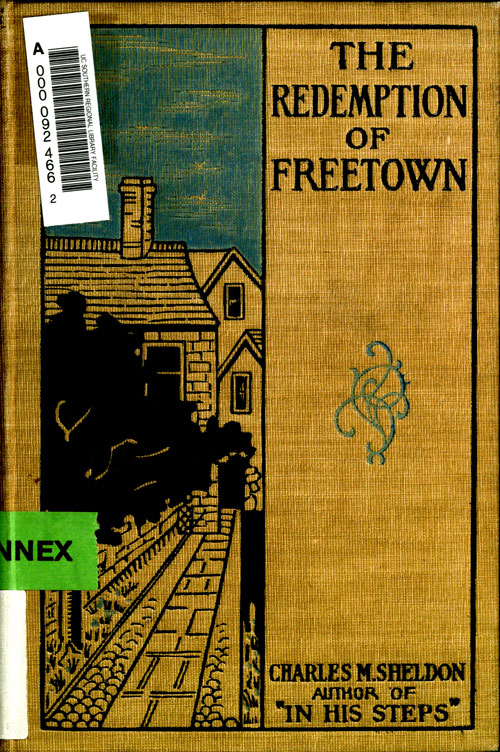 THE
REDEMPTION
OF
FREETOWN
CHARLES M. SHELDON
AUTHOR OF
"IN HIS STEPS"
UC SOUTHERN REGIONAL LIBRARY FACILITY
A
000 092 466
2
NNEX